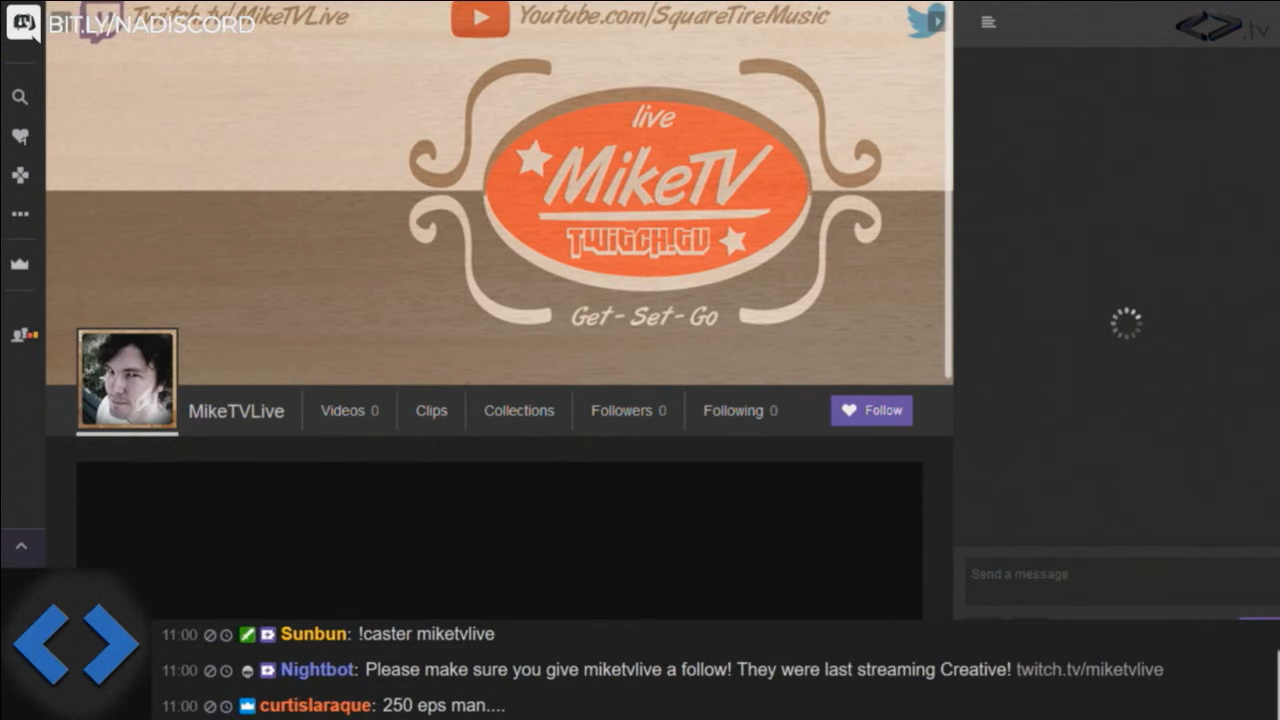 BIT.LY/NADISCORD
Twitch.tv/MikeTVLive
Youtube.com/SquareTireMusic
.tv
live
MikeTV
TWITCH.TV
Get - Set - Go
MikeTVLive
Videos 0
Clips
Collections
Followers 0
Following 0
Follow
Send a message
11:00 Sunbun: !caster miketvlive
11:00 Nightbot: Please make sure you give miketvlive a follow! They were last streaming Creative! twitch.tv/miketvlive
11:00 curtislaraque: 250 eps man....